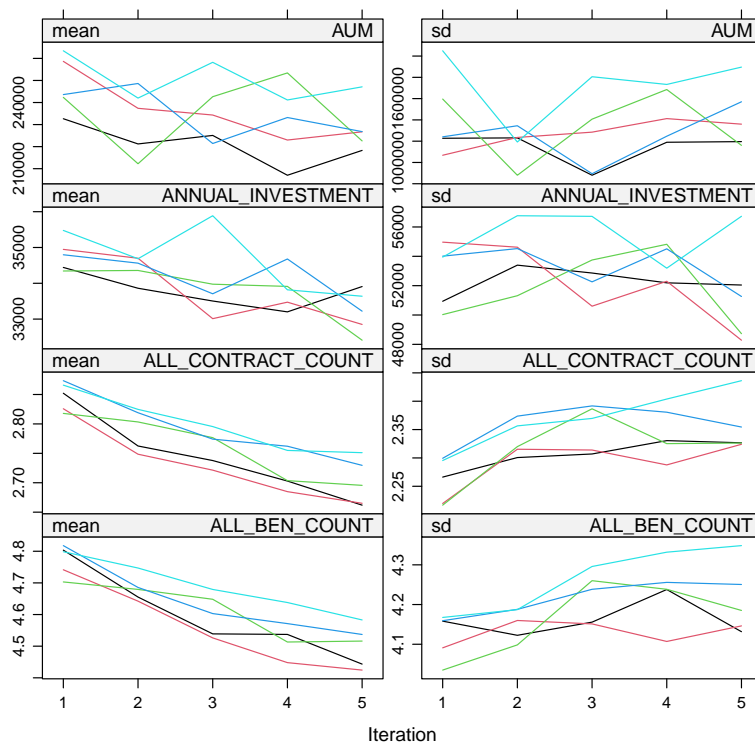 mean AUM
sd AUM
210000 240000
1000000 1600000
mean ANNUAL_INVESTMENT
sd ANNUAL_INVESTMENT
33000 35000
48000 52000 56000
mean ALL_CONTRACT_COUNT
sd ALL_CONTRACT_COUNT
2.70 2.80
2.25 2.35
mean ALL_BEN_COUNT
sd ALL_BEN_COUNT
4.5 4.6 4.7 4.8
4.1 4.2 4.3
1 2 3 4 5
1 2 3 4 5
Iteration